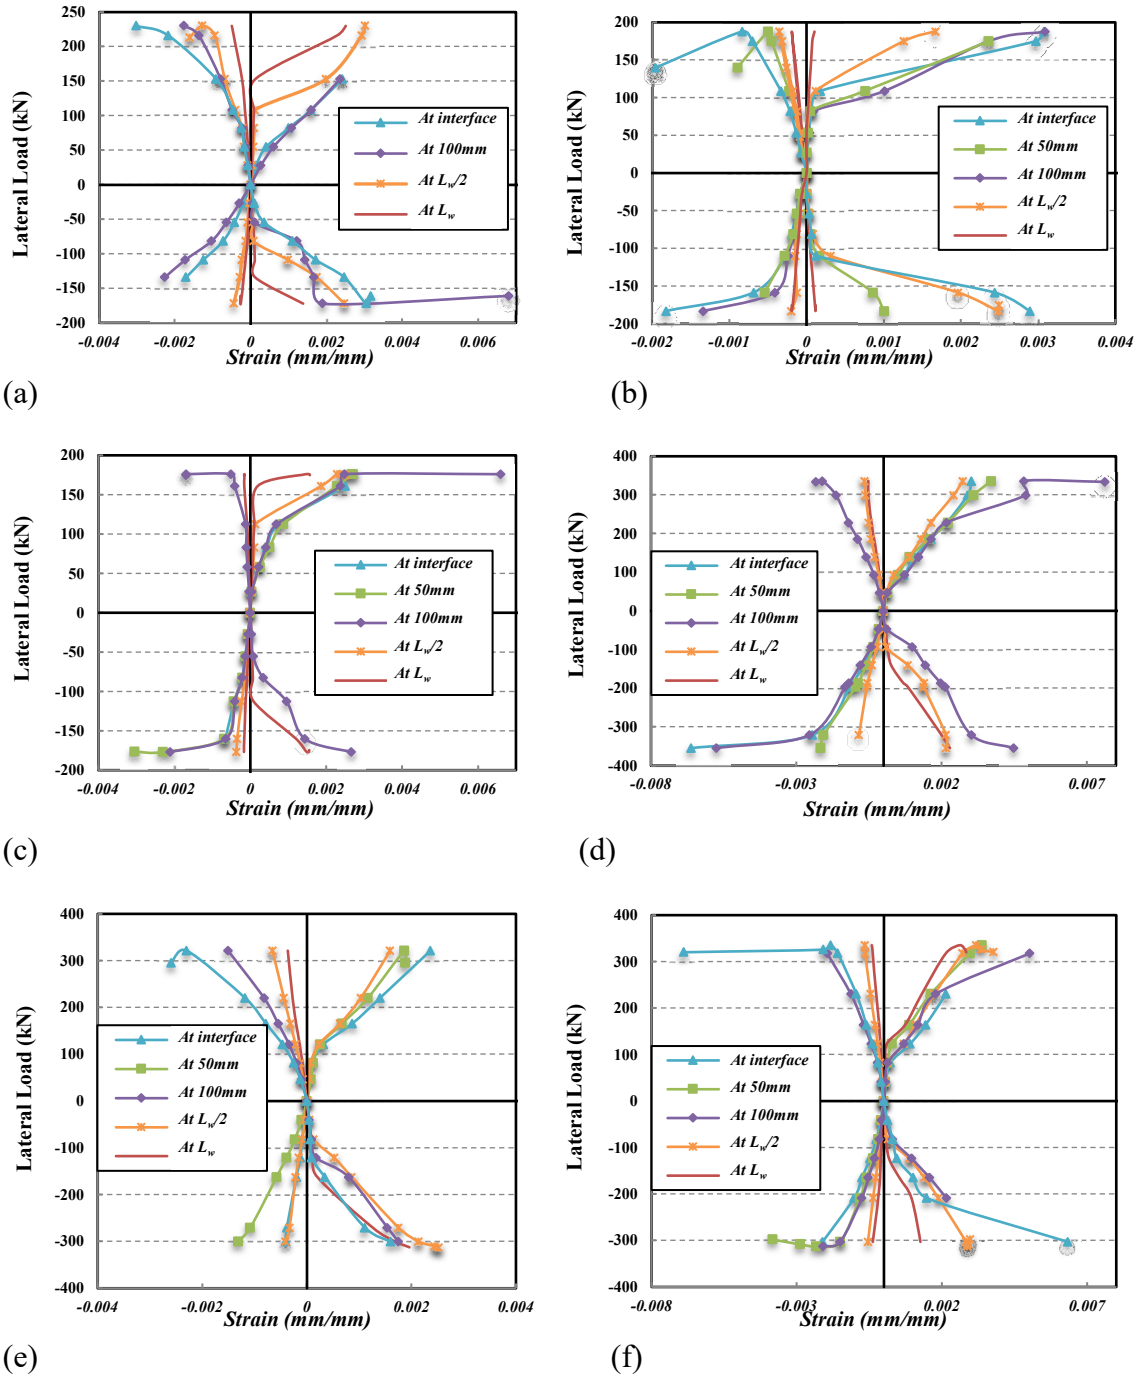 250
200
150
100
50
0
-50
-100
-150
-200
-0.004
-0.002
0
0.002
0.004
0.006
Lateral Load (kN)
Strain (mm/mm)
At interface
At 100mm
At Lw/2
At Lw
(a)
200
150
100
50
0
-50
-100
-150
-200
-0.002
-0.001
0
0.001
0.002
0.003
0.004
Lateral Load (kN)
Strain (mm/mm)
At interface
At 50mm
At 100mm
At Lw/2
At Lw
(b)
200
150
100
50
0
-50
-100
-150
-200
-0.004
-0.002
0
0.002
0.004
0.006
Lateral Load (kN)
Strain (mm/mm)
At interface
At 50mm
At 100mm
At Lw/2
At Lw
(c)
400
300
200
100
0
-100
-200
-300
-400
-0.008
-0.003
0.002
0.007
Lateral Load (kN)
Strain (mm/mm)
At interface
At 50mm
At 100mm
At Lw/2
At Lw
(d)
400
300
200
100
0
-100
-200
-300
-400
-0.004
-0.002
0
0.002
0.004
Lateral Load (kN)
Strain (mm/mm)
At interface
At 50mm
At 100mm
At Lw/2
At Lw
(e)
400
300
200
100
0
-100
-200
-300
-400
-0.008
-0.003
0.002
0.007
Lateral Load (kN)
Strain (mm/mm)
At interface
At 50mm
At 100mm
At Lw/2
At Lw
(f)